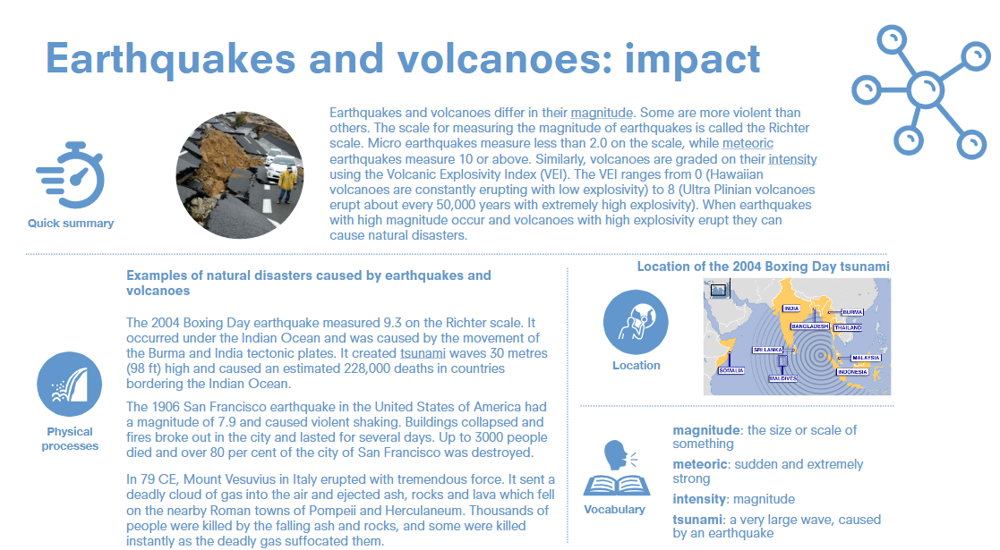 Earthquakes and volcanoes: impact
Quick summary
Earthquakes and volcanoes differ in their magnitude. Some are more violent than
others. The scale for measuring the magnitude of earthquakes is called the Richter
scale. Micro earthquakes measure less than 2.0 on the scale, while meteoric
earthquakes measure 10 or above. Similarly, volcanoes are graded on their intensity
using the Volcanic Explosivity Index (VEI). The VEI ranges from 0 (Hawaiian
volcanoes are constantly erupting with low explosivity) to 8 (Ultra Plinian volcanoes
erupt about every 50,000 years with extremely high explosivity). When earthquakes
with high magnitude occur and volcanoes with high explosivity erupt they can
cause natural disasters.
Physical
processes
Examples of natural disasters caused by earthquakes and
volcanoes
The 2004 Boxing Day earthquake measured 9.3 on the Richter scale. It
occurred under the Indian Ocean and was caused by the movement of
the Burma and India tectonic plates. It created tsunami waves 30 metres
(98 ft) high and caused an estimated 228,000 deaths in countries
bordering the Indian Ocean.
The 1906 San Francisco earthquake in the United States of America had
a magnitude of 7.9 and caused violent shaking. Buildings collapsed and
fires broke out in the city and lasted for several days. Up to 3000 people
died and over 80 per cent of the city of San Francisco was destroyed.
In 79 CE, Mount Vesuvius in Italy erupted with tremendous force. It sent a
deadly cloud of gas into the air and ejected ash, rocks and lava which fell
on the nearby Roman towns of Pompeii and Herculaneum. Thousands of
people were killed by the falling ash and rocks, and some were killed
instantly as the deadly gas suffocated them.
Location of the 2004 Boxing Day tsunami
Location
INDIA
BURMA
BANGLADESH
THAILAND
SRI LANKA
MALAYSIA
SOMALIA
INDONESIA
MALDIVES
Vocabulary
magnitude: the size or scale of
something
meteoric: sudden and extremely
strong
intensity: magnitude
tsunami: a very large wave, caused
by an earthquake